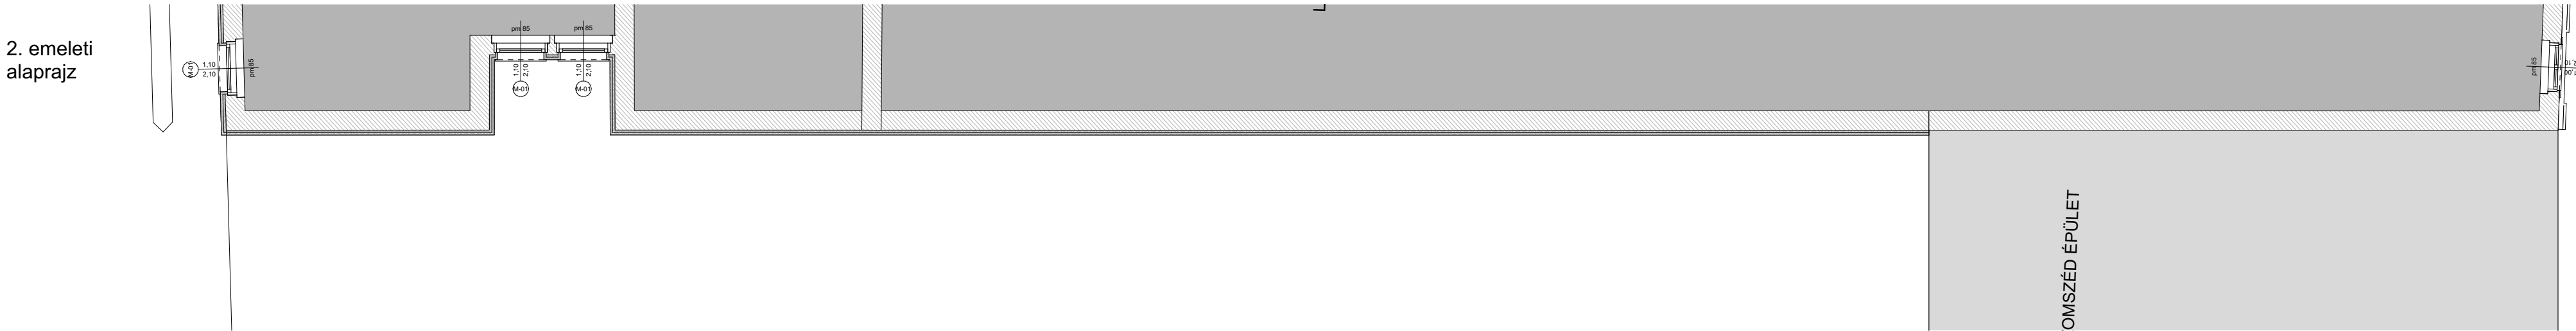 2. emeleti
alaprajz
M-01
1,10
2,10
pm 85
pm 85
1,10
2,10
M-01
pm 85
1,10
2,10
M-01
L
pm 85
OMSZÉD ÉPÜLET